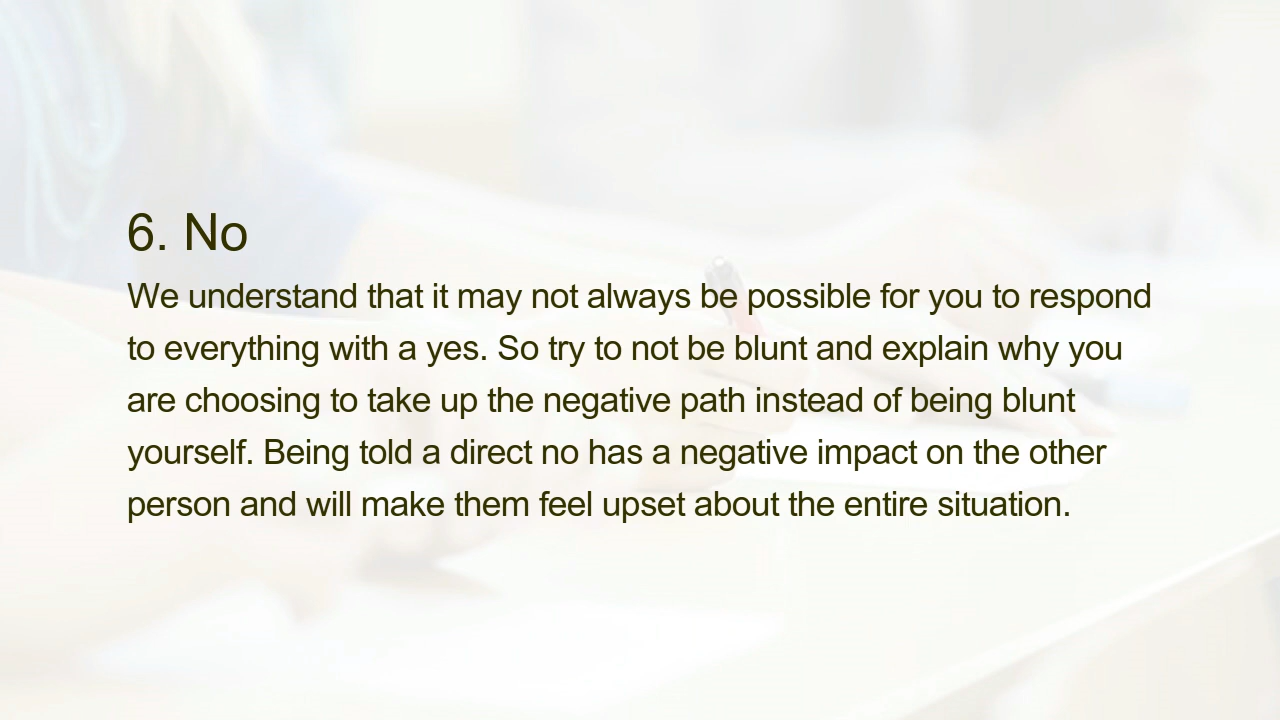 6. No
We understand that it may not always be possible for you to respond
to everything with a yes. So try to not be blunt and explain why you
are choosing to take up the negative path instead of being blunt
yourself. Being told a direct no has a negative impact on the other
person and will make them feel upset about the entire situation.